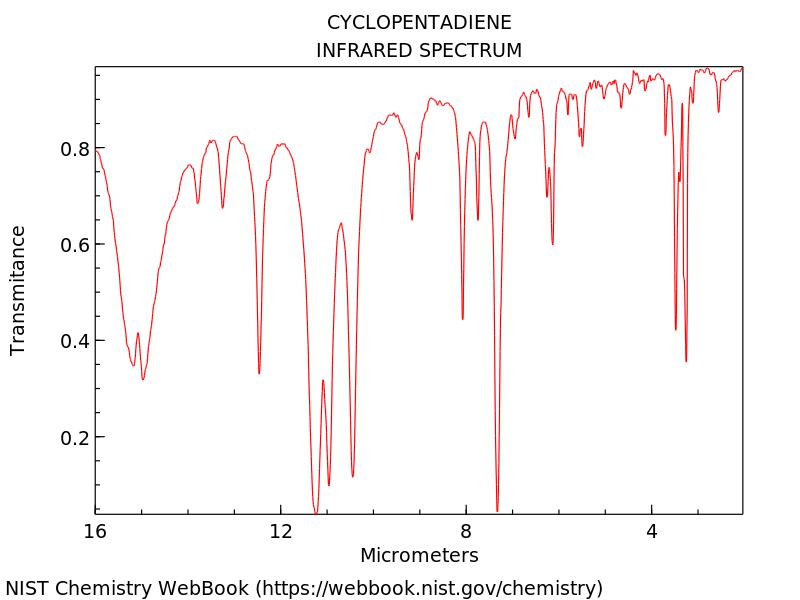 CYCLOPENTADIENE
INFRARED SPECTRUM
Transmitance
0.8
0.6
0.4
0.2
16 12 8 4
Micrometers
NIST Chemistry WebBook (https://webbook.nist.gov/chemistry)